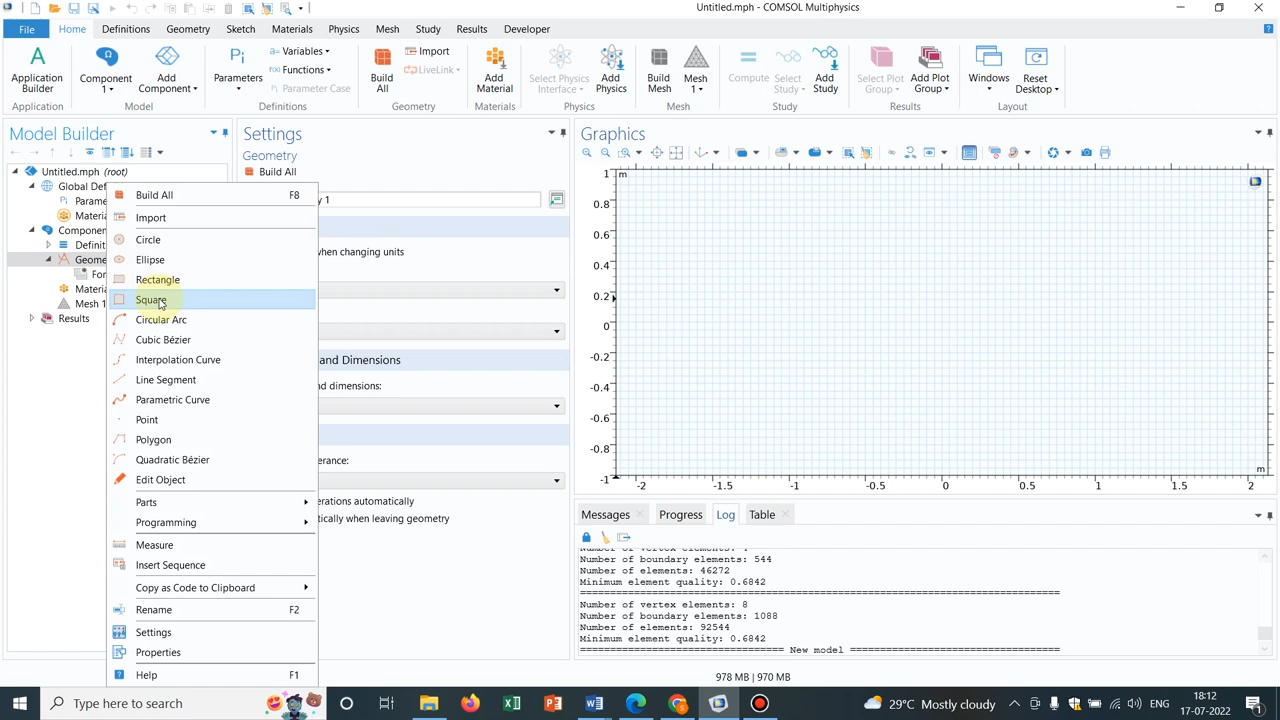 Untitled.mph - COMSOL Multiphysics
File Home Definitions Geometry Sketch Materials Physics Mesh Study Results Developer
Application Builder
Application
Component 1
Add Component
Model
Parameters
Variables
Functions
Parameter Case
Definitions
Build All
Import
LiveLink
Geometry
Add Material
Materials
Select Physics Interface
Add Physics
Physics
Build Mesh
Mesh 1
Mesh
Compute
Select Study
Add Study
Study
Select Plot Group
Add Plot Group
Results
Windows
Reset Desktop
Layout
Model Builder
Untitled.mph (root)
Global Def
Parame
Materia
Compone
Definit
Geome
For
Materia
Mesh 1
Results
Build All F8
Import
Circle
Ellipse
Rectangle
Square
Circular Arc
Cubic Bézier
Interpolation Curve
Line Segment
Parametric Curve
Point
Polygon
Quadratic Bézier
Edit Object
Parts
Programming
Measure
Insert Sequence
Copy as Code to Clipboard
Rename F2
Settings
Properties
Help F1
Settings
Geometry
Build All
y 1
when changing units
and Dimensions
d dimensions:
erance:
erations automatically
tically when leaving geometry
Graphics
m
1
0.8
0.6
0.4
0.2
0
-0.2
-0.4
-0.6
-0.8
-1
m
-2 -1.5 -1 -0.5 0 0.5 1 1.5 2
Messages Progress Log Table
Number of boundary elements: 544
Number of elements: 46272
Minimum element quality: 0.6842
=====================================================================
Number of vertex elements: 8
Number of boundary elements: 1088
Number of elements: 92544
Minimum element quality: 0.6842
============================== New model ==============================
978 MB | 970 MB
Type here to search
29°C Mostly cloudy
ENG
18:12
17-07-2022